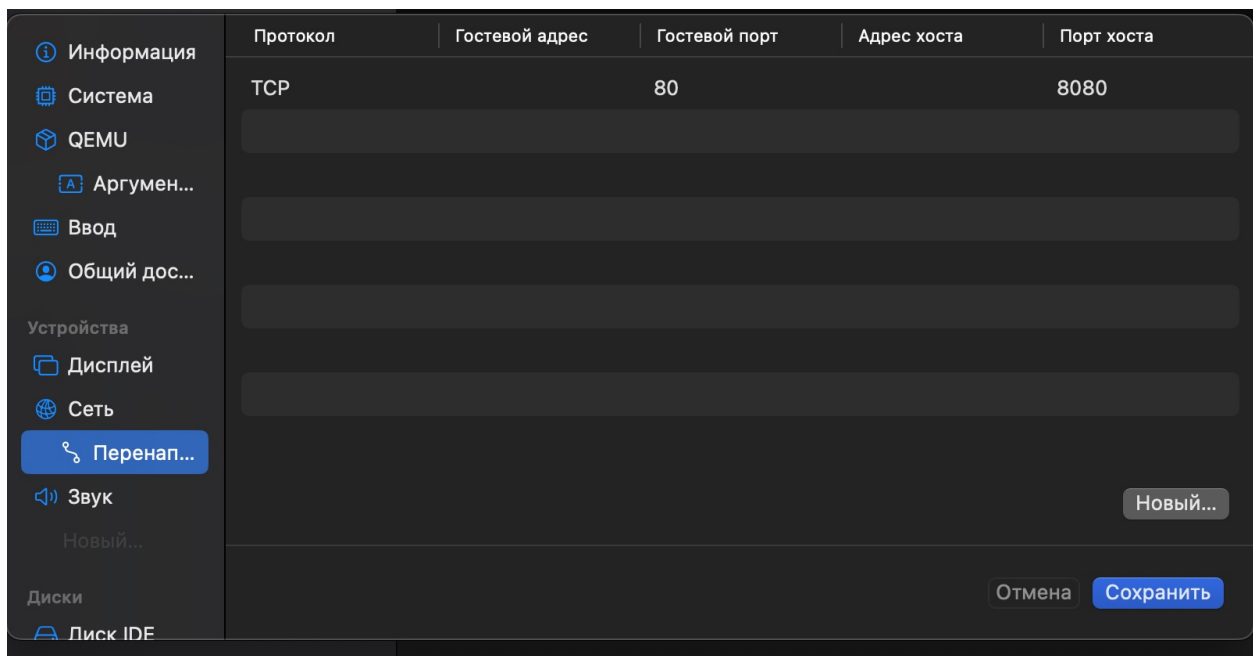 Протокол Гостевой адрес Гостевой порт Адрес хоста Порт хоста
TCP 80 8080
Информация
Система
QEMU
Аргумен...
Ввод
Общий дос...
Устройства
Дисплей
Сеть
Перенап...
Звук
Новый...
Диски
Диск IDE
Новый...
Отмена Сохранить